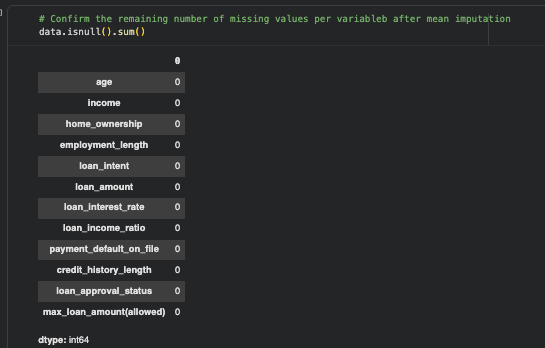 # Confirm the remaining number of missing values per variableb after mean imputation
data.isnull().sum()
0
age 0
income 0
home_ownership 0
employment_length 0
loan_intent 0
loan_amount 0
loan_interest_rate 0
loan_income_ratio 0
payment_default_on_file 0
credit_history_length 0
loan_approval_status 0
max_loan_amount(allowed) 0
dtype: int64